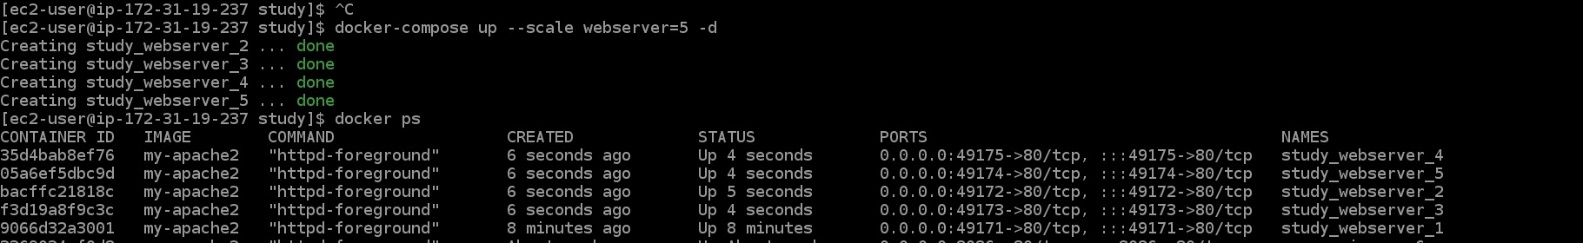 [ec2-user@ip-172-31-19-237 study]$ ^C
[ec2-user@ip-172-31-19-237 study]$ docker-compose up --scale webserver=5 -d
Creating study_webserver_2 ... done
Creating study_webserver_3 ... done
Creating study_webserver_4 ... done
Creating study_webserver_5 ... done
[ec2-user@ip-172-31-19-237 study]$ docker ps
CONTAINER ID   IMAGE        COMMAND                  CREATED             STATUS             PORTS                                     NAMES
35d4bab8ef76   my-apache2   "httpd-foreground"       6 seconds ago       Up 4 seconds       0.0.0.0:49175->80/tcp, :::49175->80/tcp   study_webserver_4
05a6ef5dbc9d   my-apache2   "httpd-foreground"       6 seconds ago       Up 4 seconds       0.0.0.0:49174->80/tcp, :::49174->80/tcp   study_webserver_5
bacffc21818c   my-apache2   "httpd-foreground"       6 seconds ago       Up 5 seconds       0.0.0.0:49172->80/tcp, :::49172->80/tcp   study_webserver_2
f3d19a8f9c3c   my-apache2   "httpd-foreground"       6 seconds ago       Up 4 seconds       0.0.0.0:49173->80/tcp, :::49173->80/tcp   study_webserver_3
9066d32a3001   my-apache2   "httpd-foreground"       8 minutes ago       Up 8 minutes       0.0.0.0:49171->80/tcp, :::49171->80/tcp   study_webserver_1